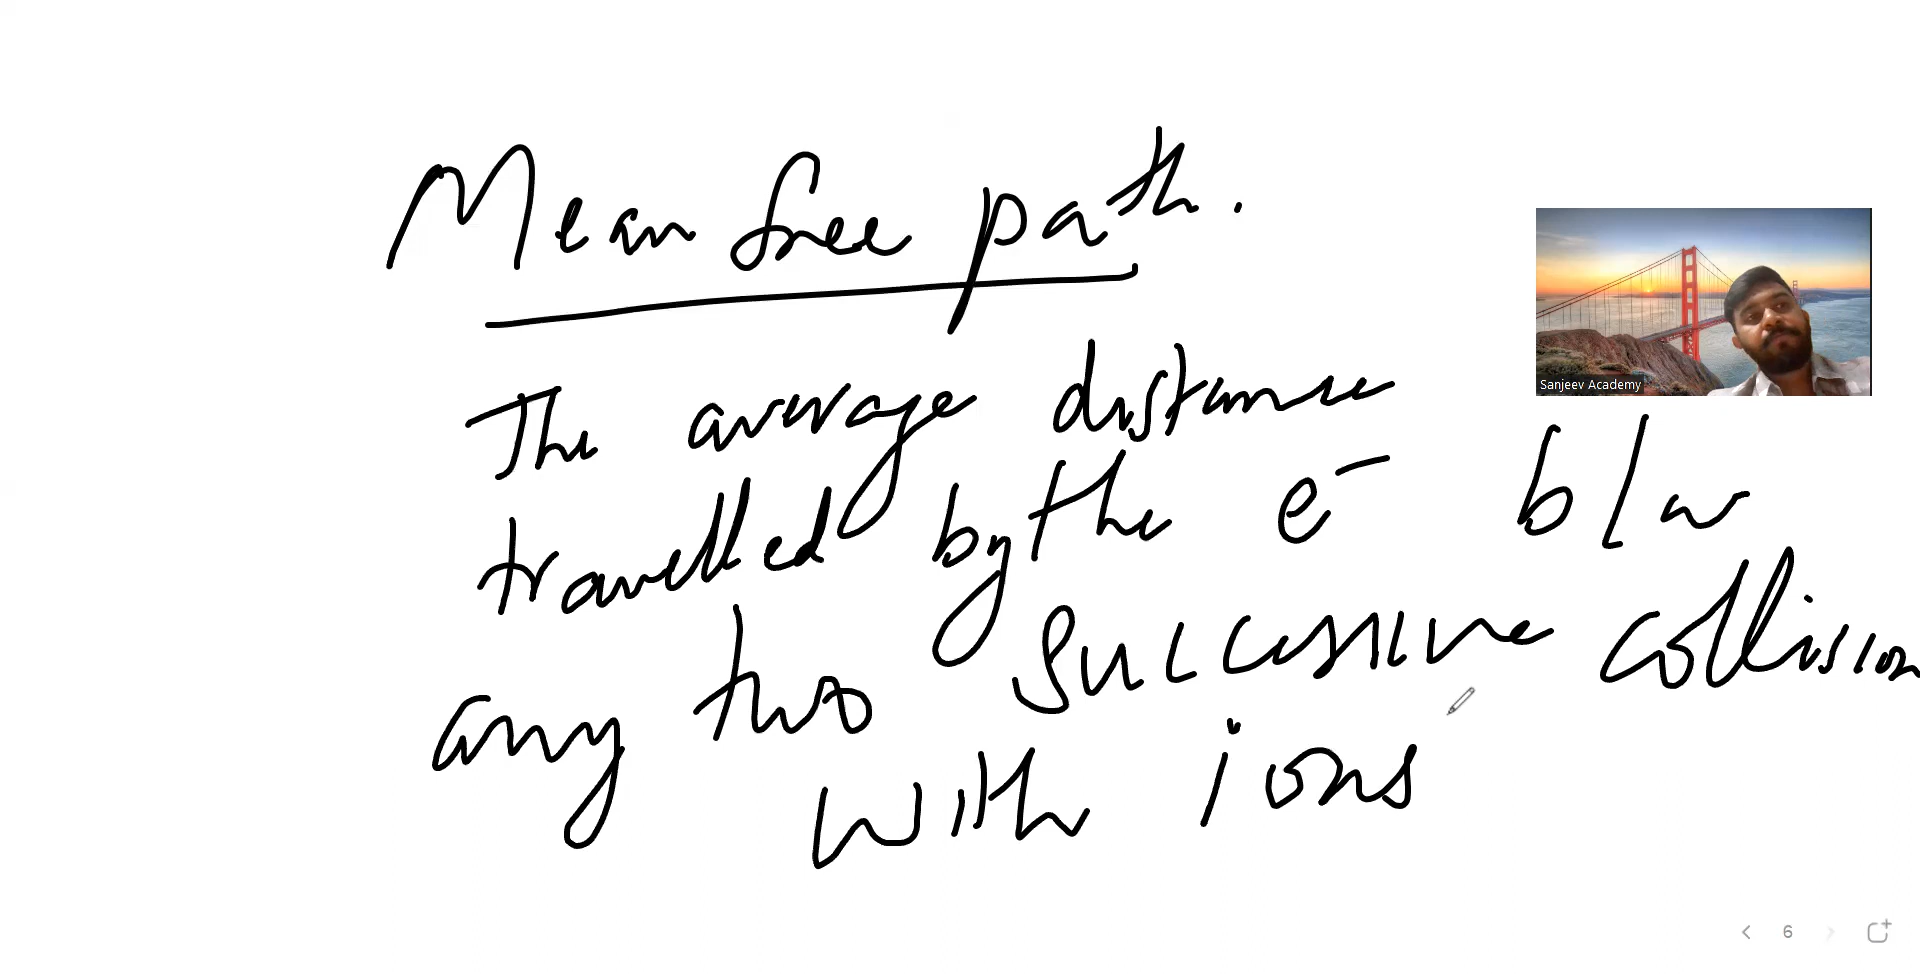 Mean free path.
The average distance
travelled by the e⁻ b/w
any two successive collision
with ions
Sanjeev Academy
6